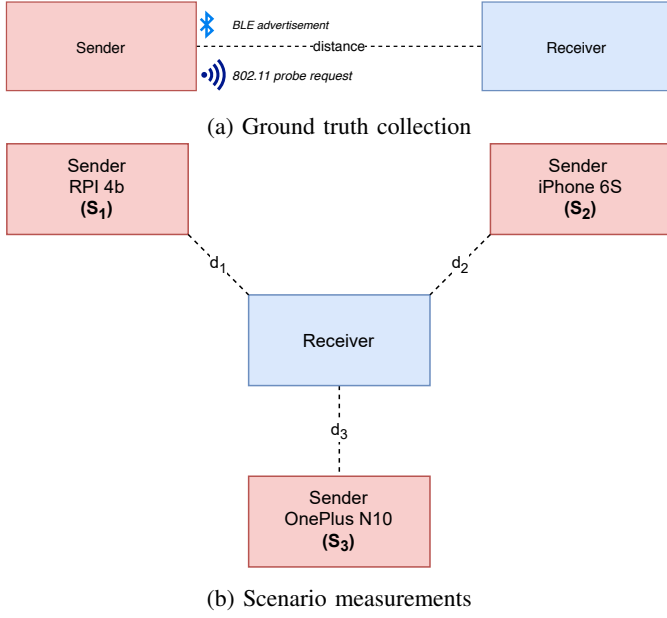 Sender
BLE advertisement
distance
802.11 probe request
Receiver
(a) Ground truth collection
Sender
RPI 4b
(S₁)
Sender
iPhone 6S
(S₂)
d₁
d₂
Receiver
d₃
Sender
OnePlus N10
(S₃)
(b) Scenario measurements